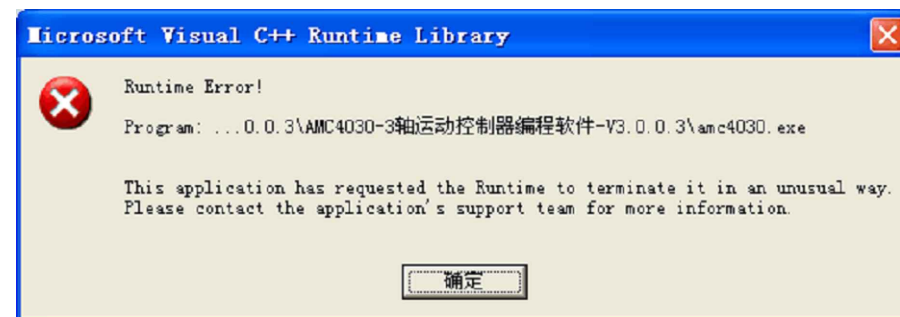 Microsoft Visual C++ Runtime Library
Runtime Error!
Program: ...0.0.3\AMC4030-3轴运动控制器编程软件-V3.0.0.3\amc4030.exe
This application has requested the Runtime to terminate it in an unusual way.
Please contact the application's support team for more information.
确定